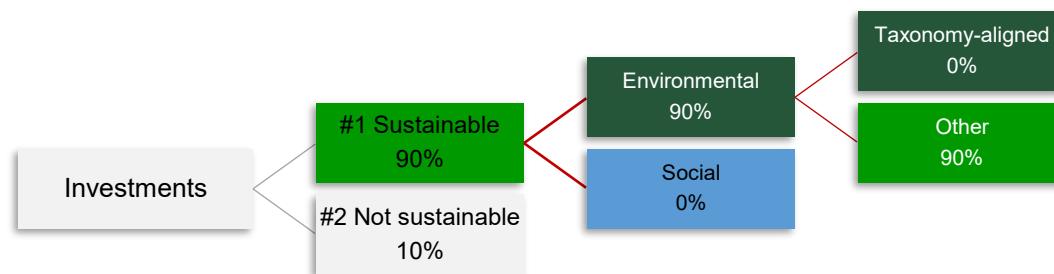 Investments
#1 Sustainable
90%
#2 Not sustainable
10%
Environmental
90%
Social
0%
Taxonomy-aligned
0%
Other
90%